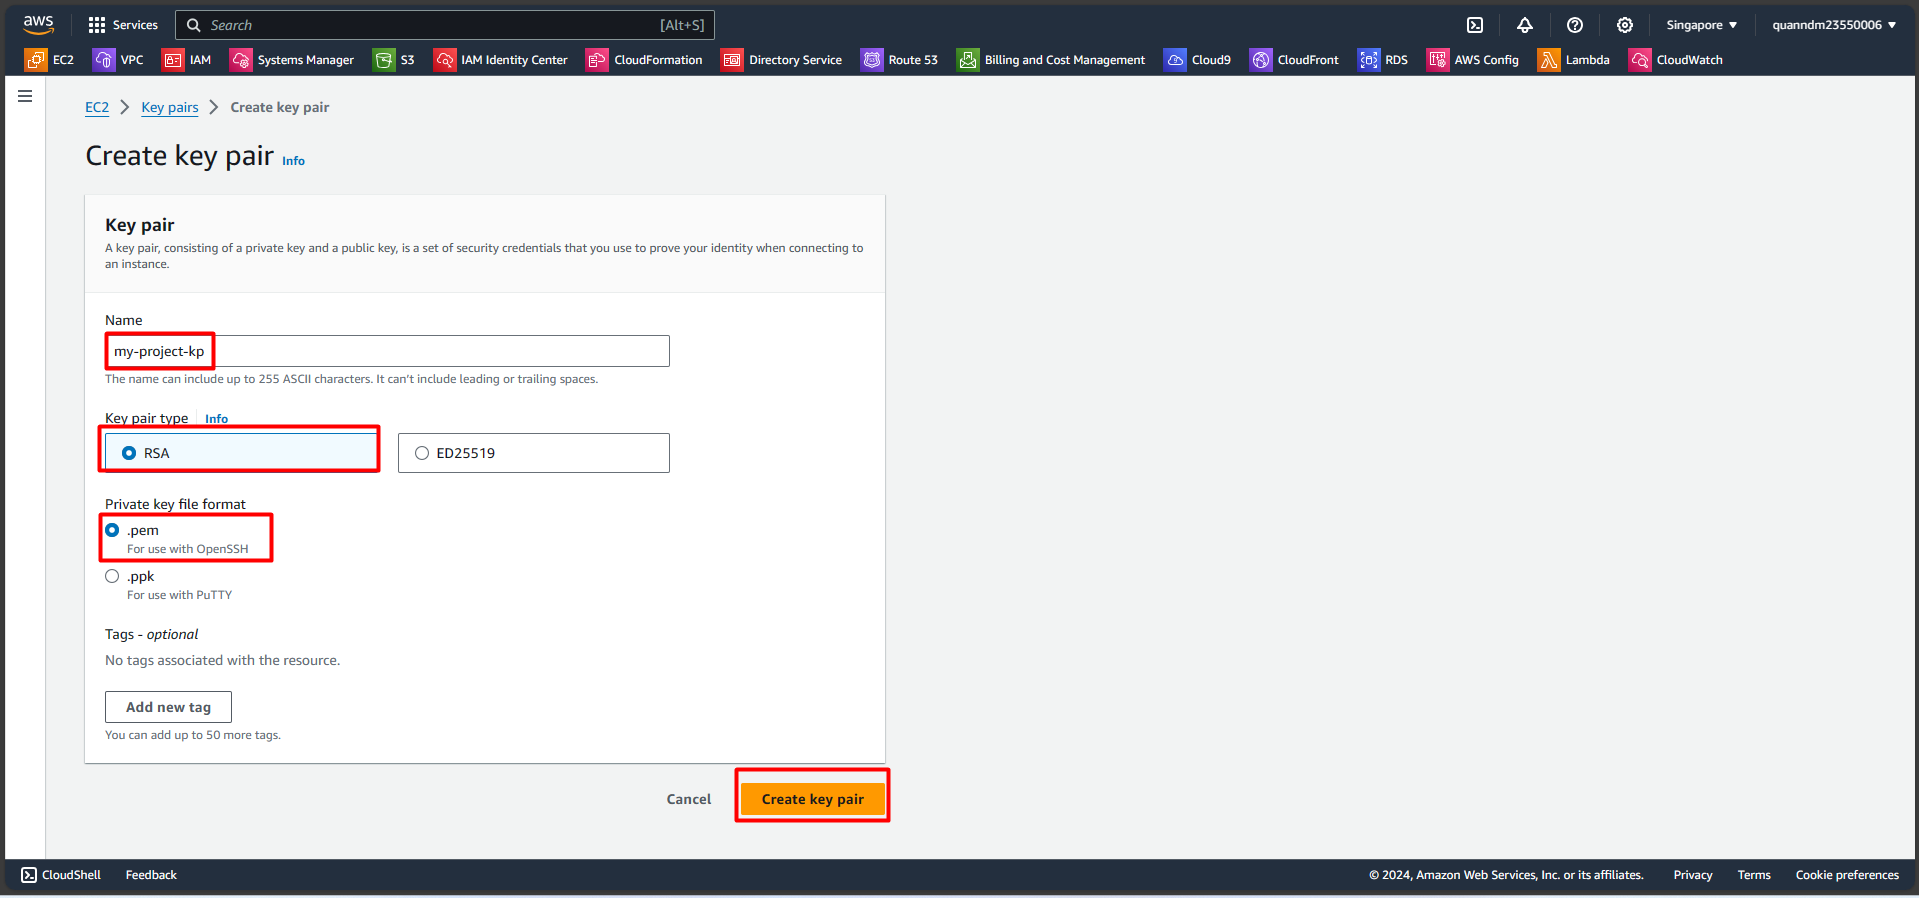 aws
Services
Search
[Alt+S]
Singapore
quanndm23550006
EC2
VPC
IAM
Systems Manager
S3
IAM Identity Center
CloudFormation
Directory Service
Route 53
Billing and Cost Management
Cloud9
CloudFront
RDS
AWS Config
Lambda
CloudWatch
EC2 > Key pairs > Create key pair
Create key pair Info
Key pair
A key pair, consisting of a private key and a public key, is a set of security credentials that you use to prove your identity when connecting to
an instance.
Name
my-project-kp
The name can include up to 255 ASCII characters. It can't include leading or trailing spaces.
Key pair type Info
RSA
ED25519
Private key file format
.pem
For use with OpenSSH
.ppk
For use with PuTTY
Tags - optional
No tags associated with the resource.
Add new tag
You can add up to 50 more tags.
Cancel
Create key pair
CloudShell
Feedback
© 2024, Amazon Web Services, Inc. or its affiliates.
Privacy
Terms
Cookie preferences